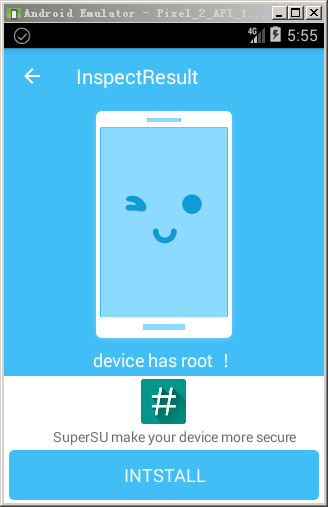 Android Emulator - Pixel_2_API_1...
4G
5:55
InspectResult
device has root ！
#
SuperSU make your device more secure
INTSTALL